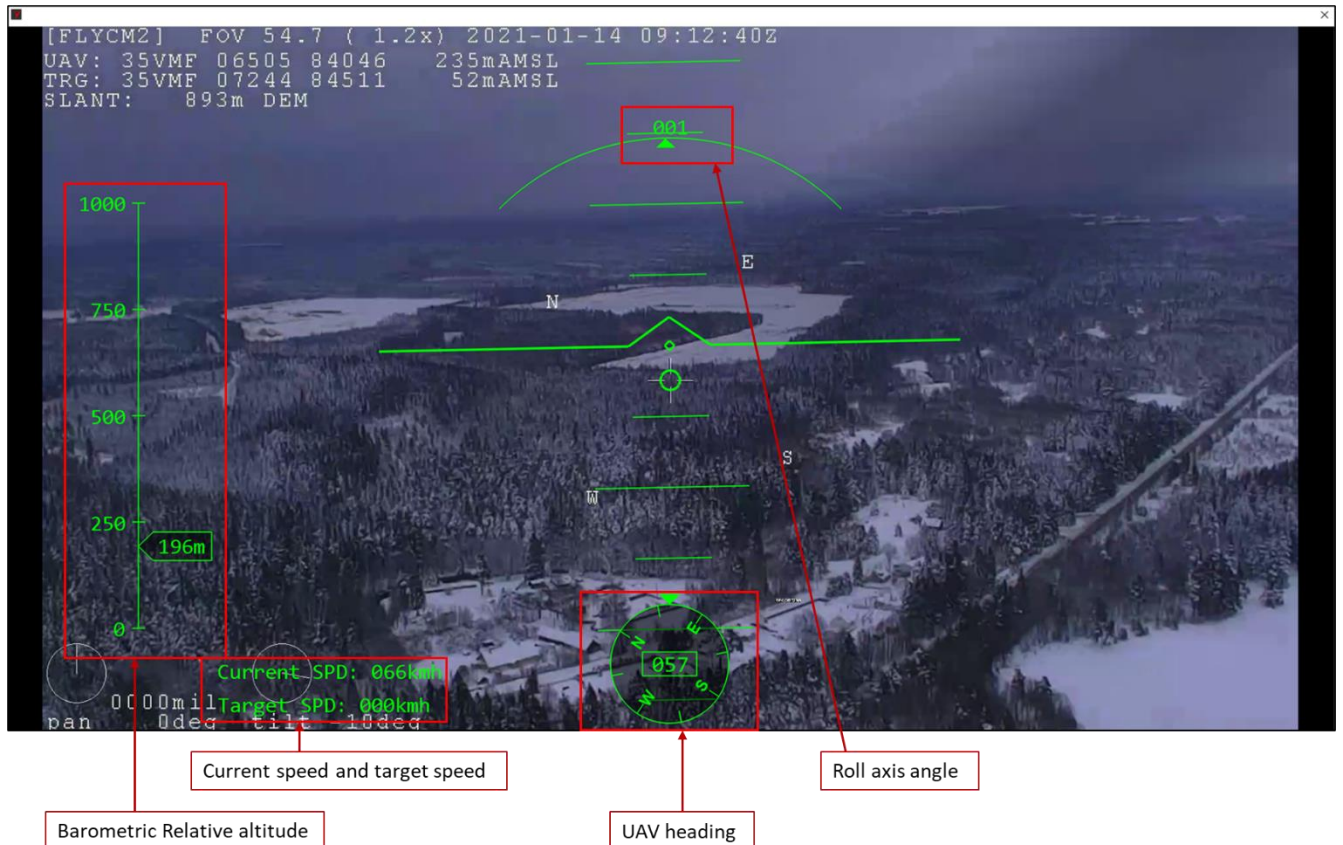 [FLYCM2]  FOV 54.7 ( 1.2x) 2021-01-14 09:12:40Z
UAV: 35VMF 06505 84046   235mAMSL
TRG: 35VMF 07244 84511    52mAMSL
SLANT:   893m DEM
001
1000
E
N
750
500
S
W
250
196m
0
N E
057
W S
Current SPD: 066kmh
0000mil
Target SPD: 000kmh
pan 0deg tilt -10deg
Current speed and target speed
Roll axis angle
Barometric Relative altitude
UAV heading